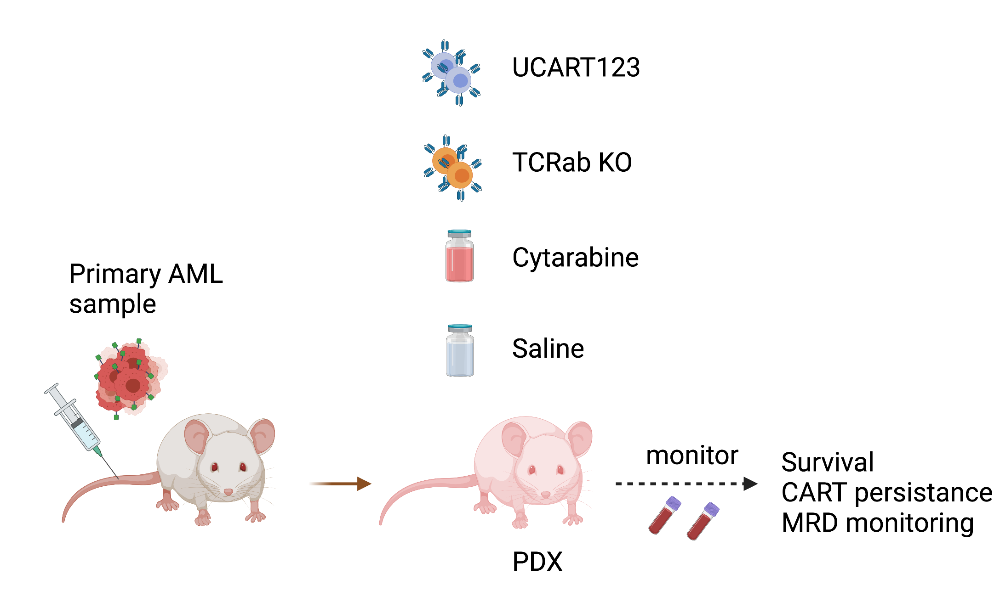 UCART123
TCRab KO
Cytarabine
Saline
Primary AML
sample
monitor
Survival
CART persistance
MRD monitoring
PDX